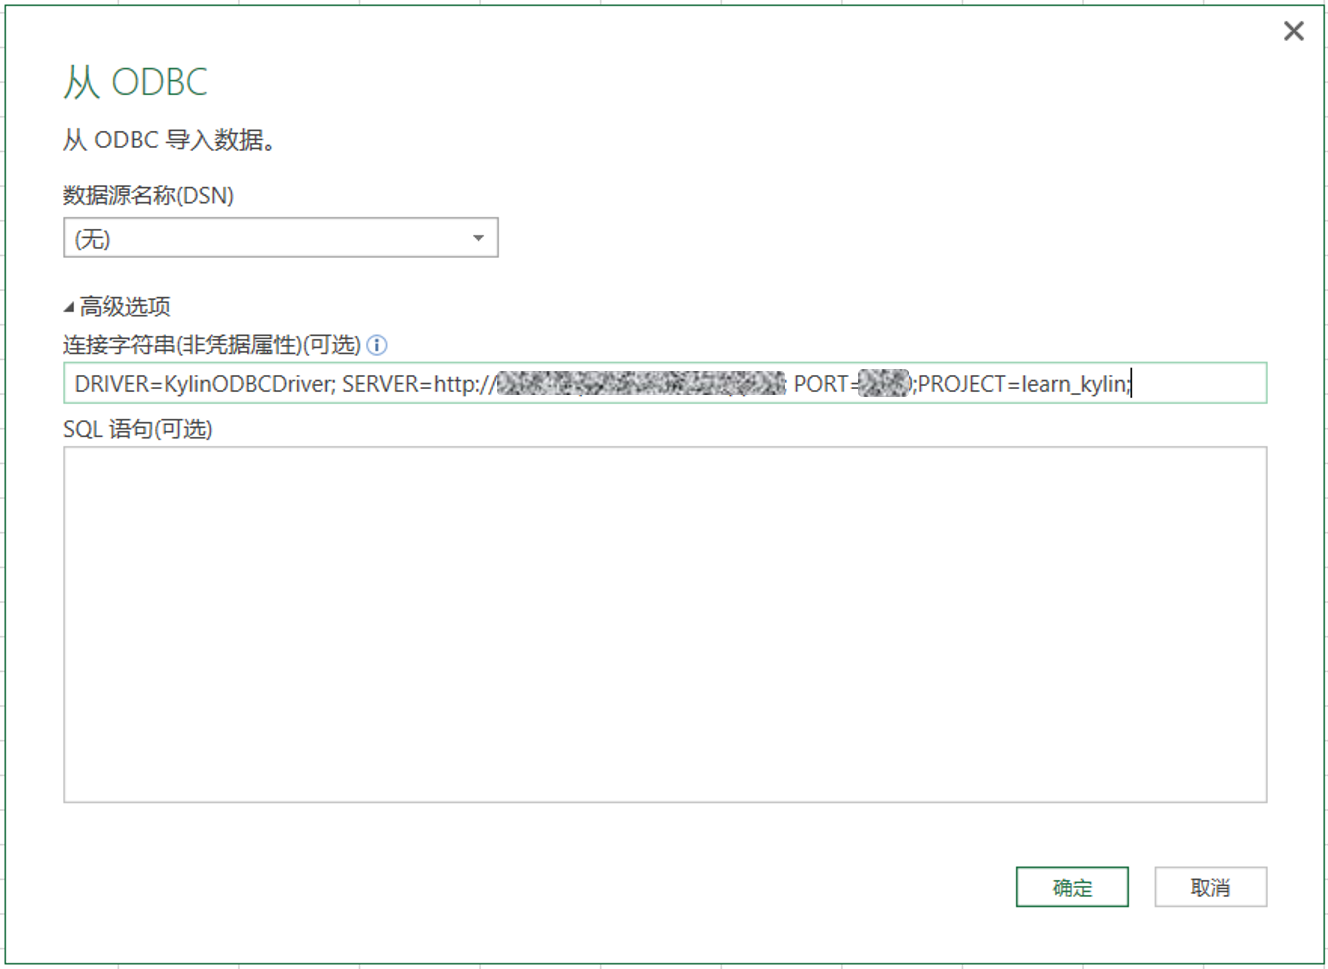 从 ODBC
从 ODBC 导入数据。
数据源名称(DSN)
(无)
高级选项
连接字符串(非凭据属性)(可选)
DRIVER=KylinODBCDriver; SERVER=http:// PORT= ;PROJECT=learn_kylin;
SQL 语句(可选)
确定
取消